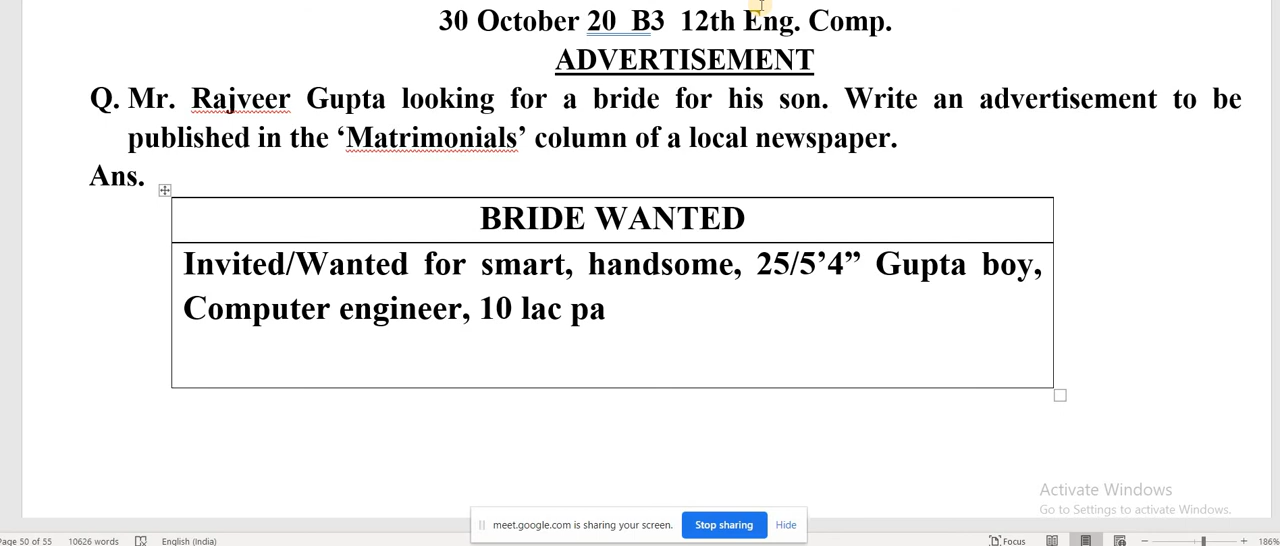 30 October 20 B3 12th Eng. Comp.
ADVERTISEMENT
Q. Mr. Rajveer Gupta looking for a bride for his son. Write an advertisement to be
published in the ‘Matrimonials’ column of a local newspaper.
Ans.
BRIDE WANTED
Invited/Wanted for smart, handsome, 25/5’4” Gupta boy,
Computer engineer, 10 lac pa
Activate Windows
Go to Settings to activate Windows.
meet.google.com is sharing your screen. Stop sharing Hide
Page 50 of 55 10626 words English (India) Focus 186%